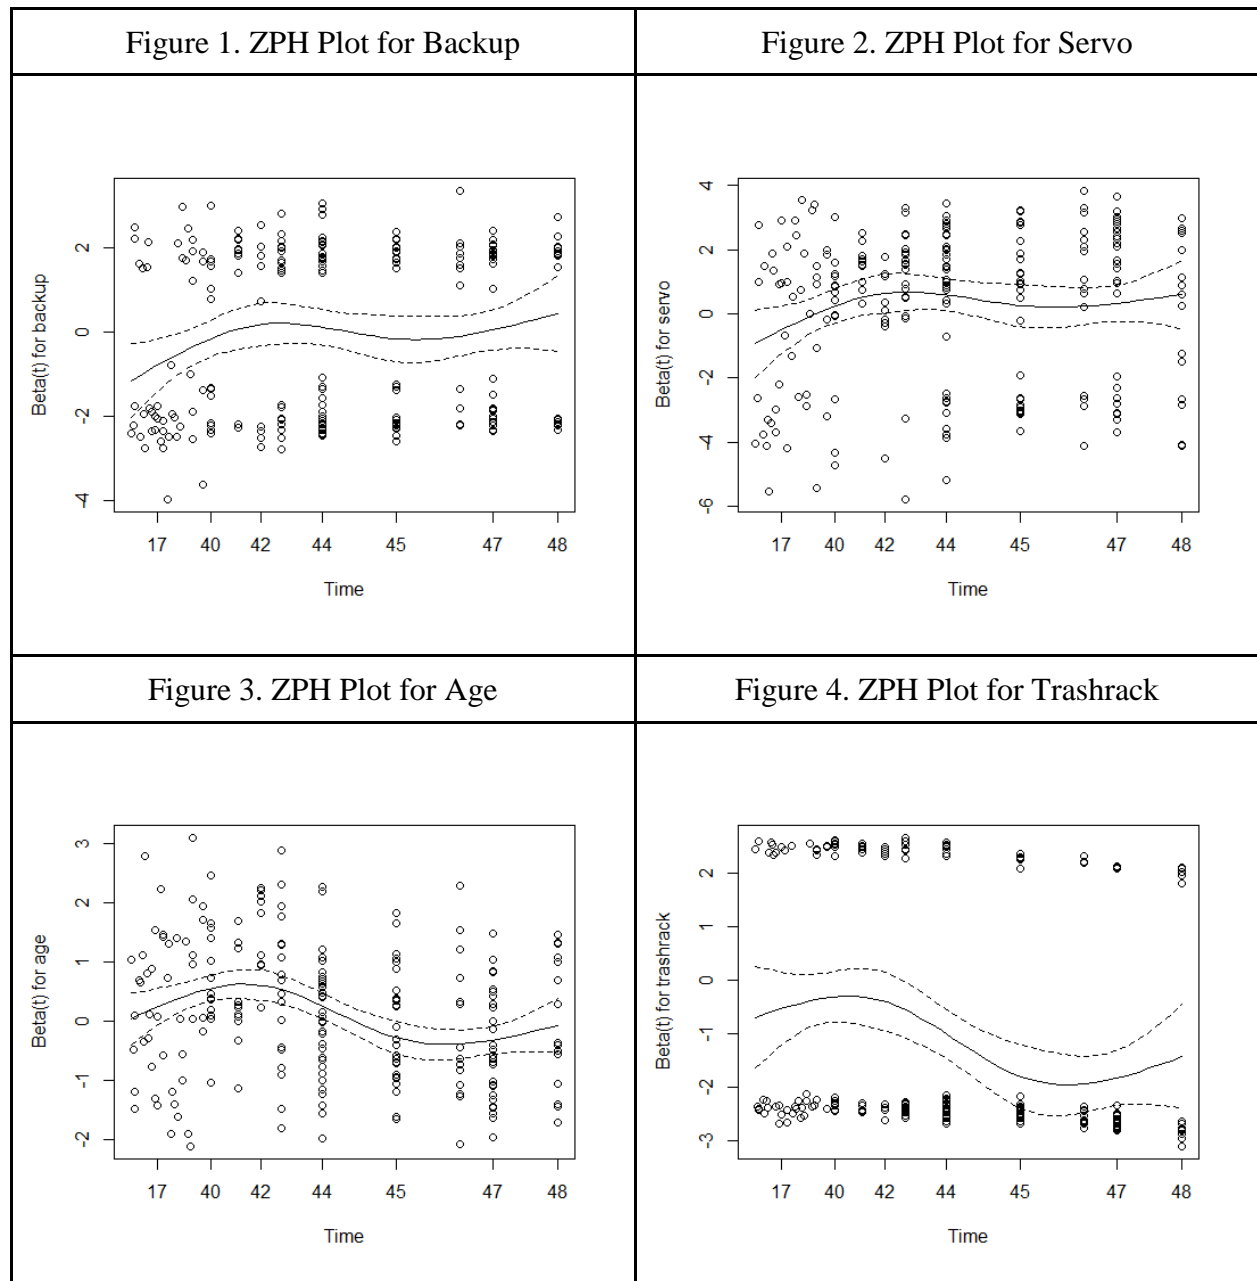 Figure 1. ZPH Plot for Backup
Figure 2. ZPH Plot for Servo
Beta(t) for backup
2
0
-2
-4
17 40 42 44 45 47 48
Time
Beta(t) for servo
4
2
0
-2
-4
-6
17 40 42 44 45 47 48
Time
Figure 3. ZPH Plot for Age
Figure 4. ZPH Plot for Trashrack
Beta(t) for age
3
2
1
0
-1
-2
17 40 42 44 45 47 48
Time
Beta(t) for trashrack
2
1
0
-1
-2
-3
17 40 42 44 45 47 48
Time